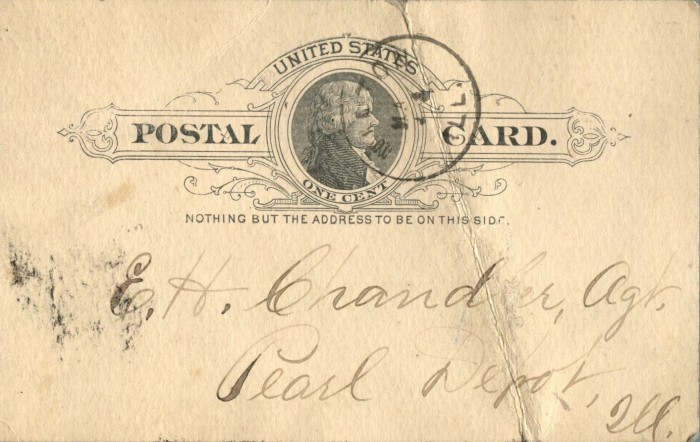 UNITED STATES
POSTAL CARD.
ONE CENT
NOTHING BUT THE ADDRESS TO BE ON THIS SIDE.
ILL.
E. H. Chandler, Agt.
Pearl Depot,
Ill.